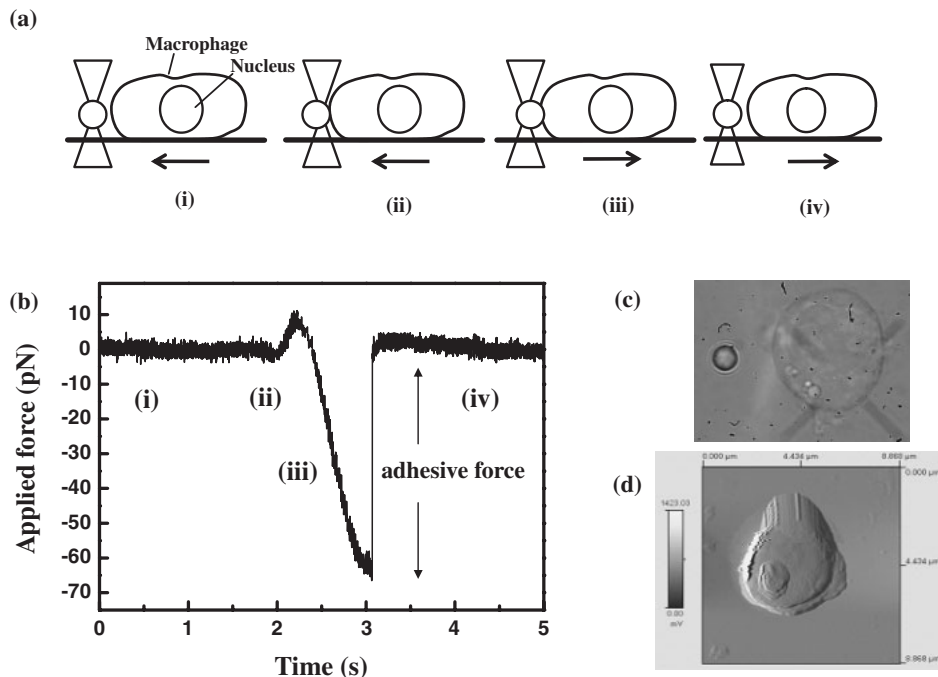 (a)
Macrophage
Nucleus
(i)
(ii)
(iii)
(iv)
(b)
Applied force (pN)
10
0
-10
-20
-30
-40
-50
-60
-70
(i)
(ii)
(iii)
(iv)
adhesive force
0
1
2
3
4
5
Time (s)
(c)
(d)
0.000 µm
4.434 µm
8.868 µm
0.000 µm
4.434 µm
8.868 µm
1423.03
0.00
mV